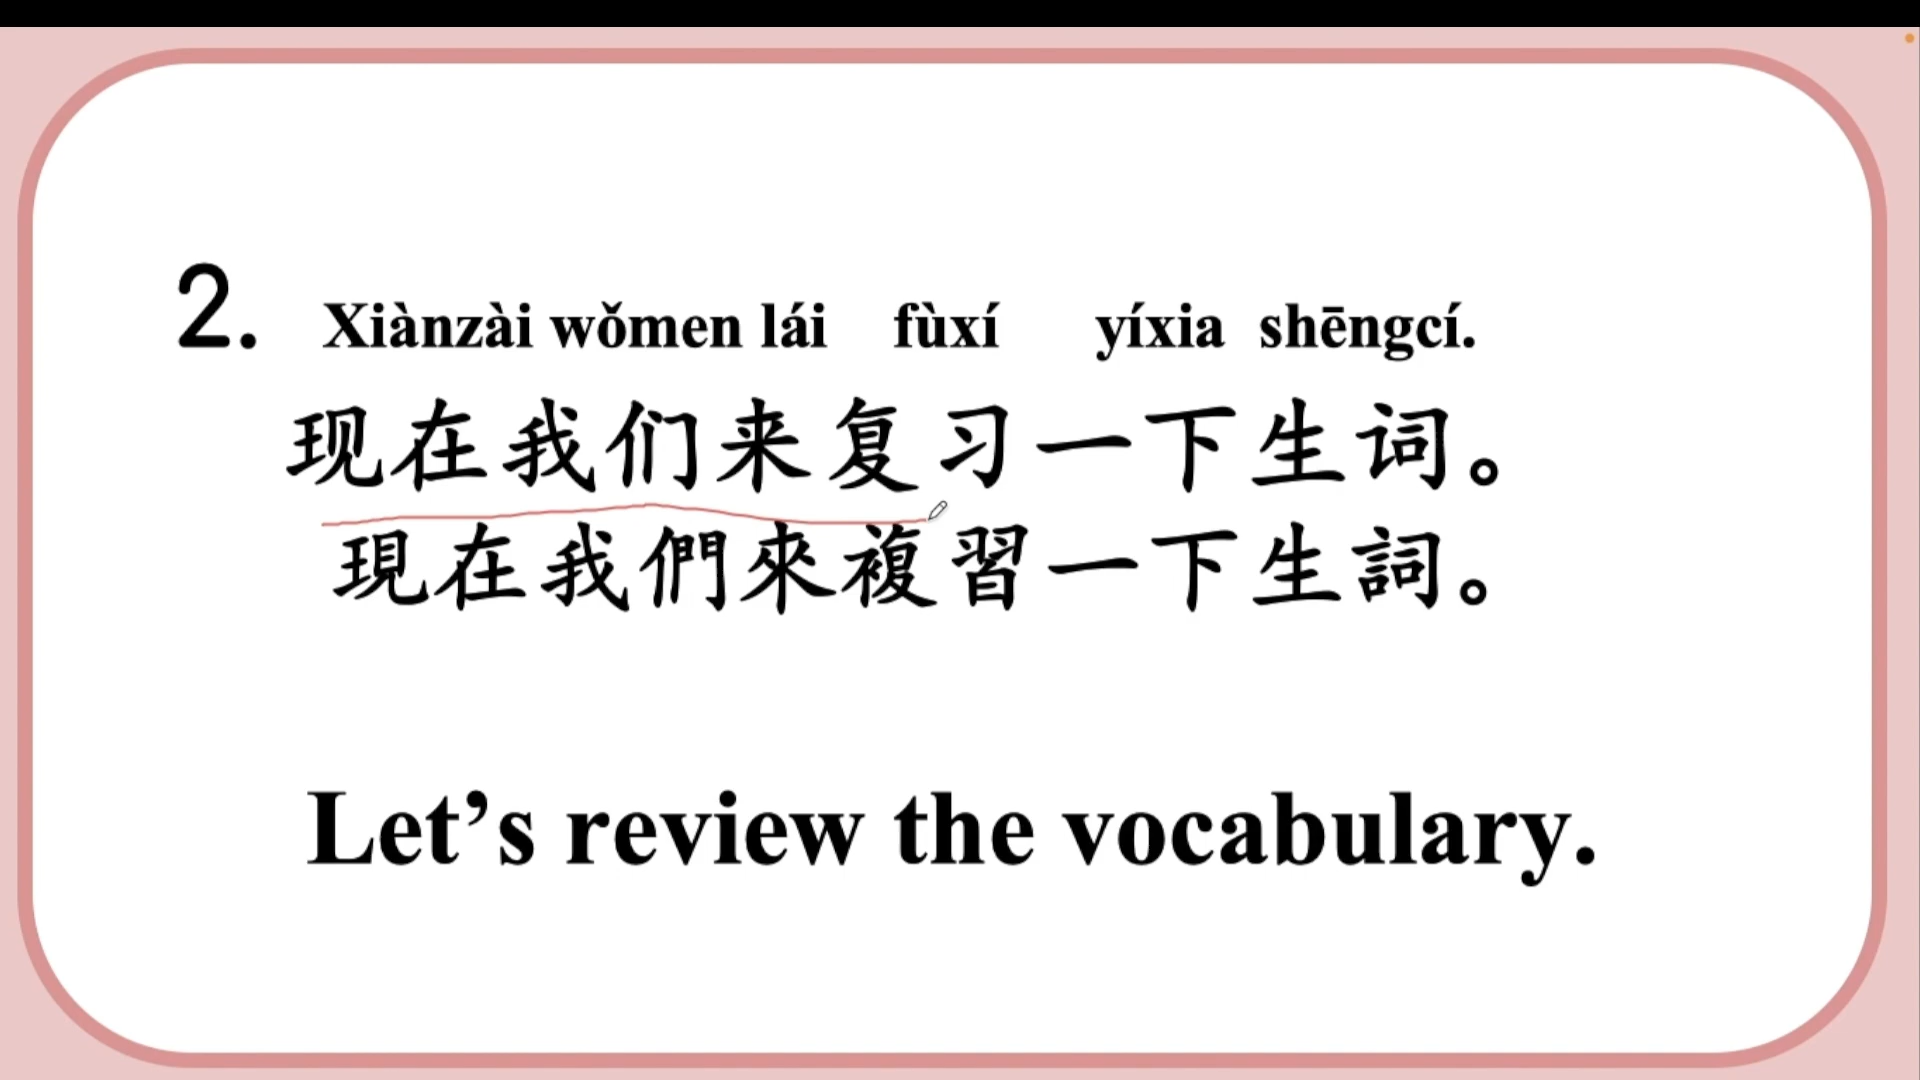 2. Xiànzài wǒmen lái fùxí yíxia shēngcí.
现在我们来复习一下生词。
現在我們來複習一下生詞。
Let’s review the vocabulary.